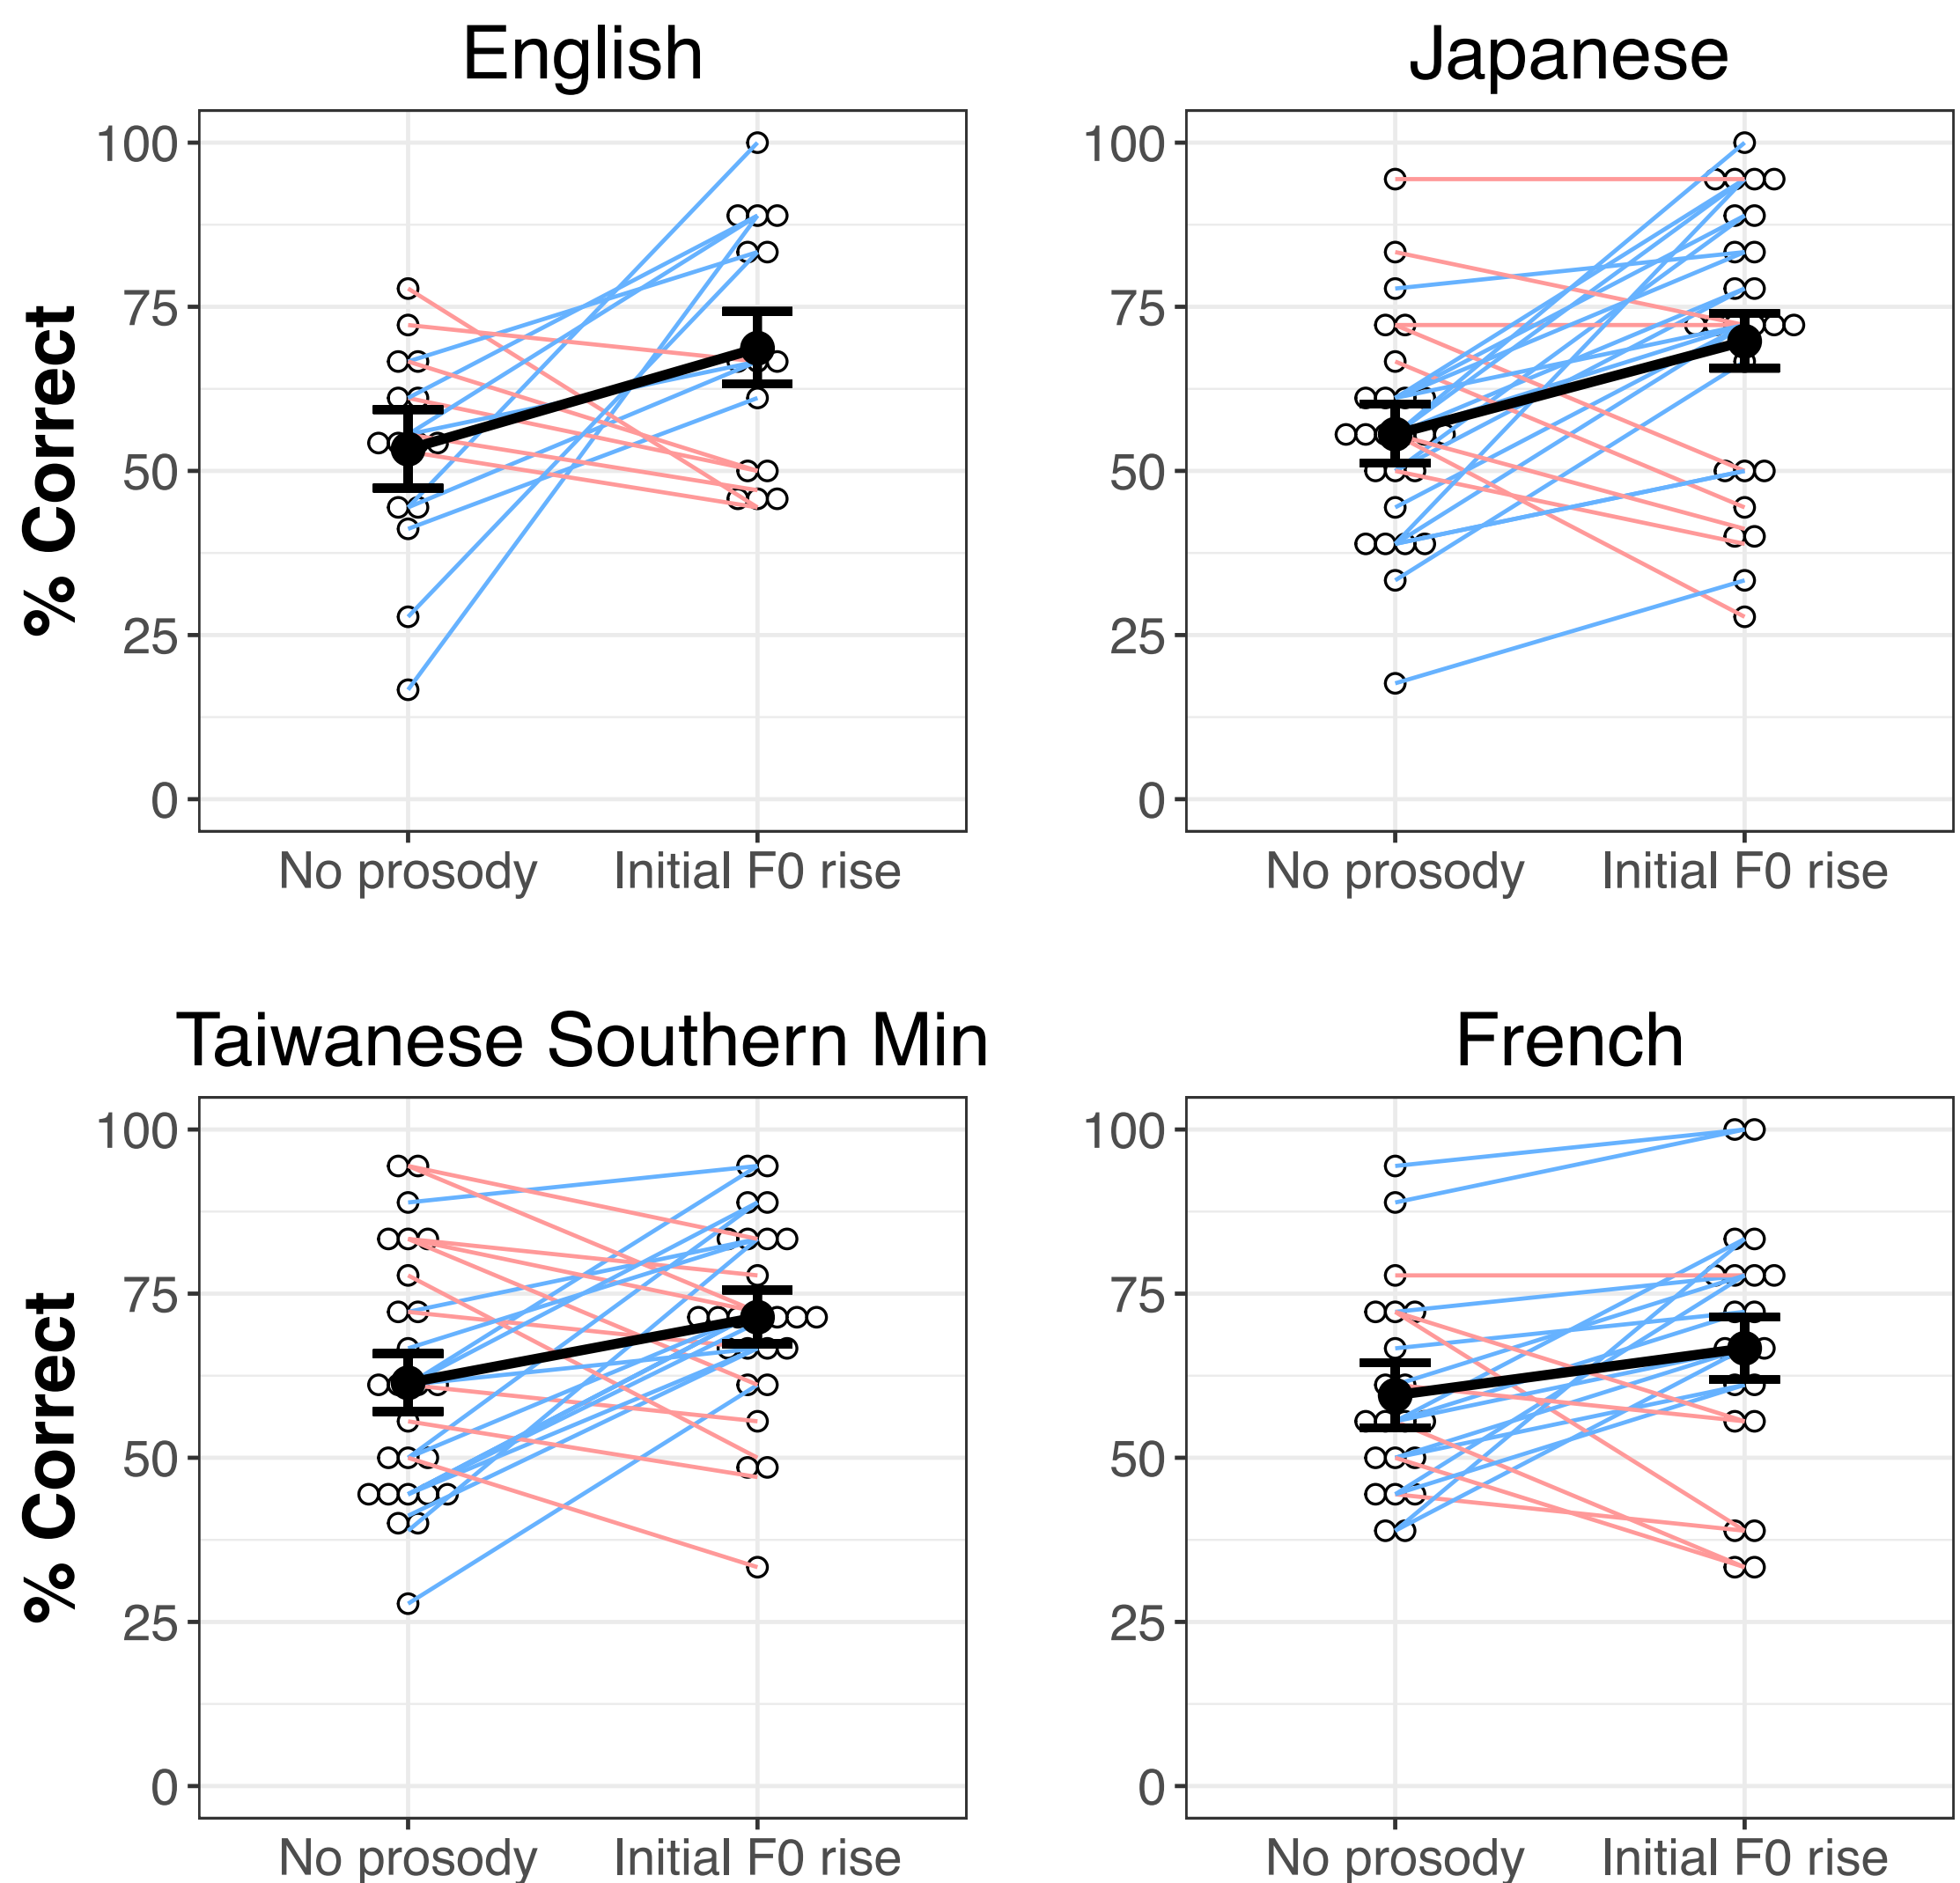 English
Japanese
% Correct
100
75
50
25
0
100
75
50
25
0
No prosody Initial F0 rise
No prosody Initial F0 rise
Taiwanese Southern Min
French
% Correct
100
75
50
25
0
100
75
50
25
0
No prosody Initial F0 rise
No prosody Initial F0 rise